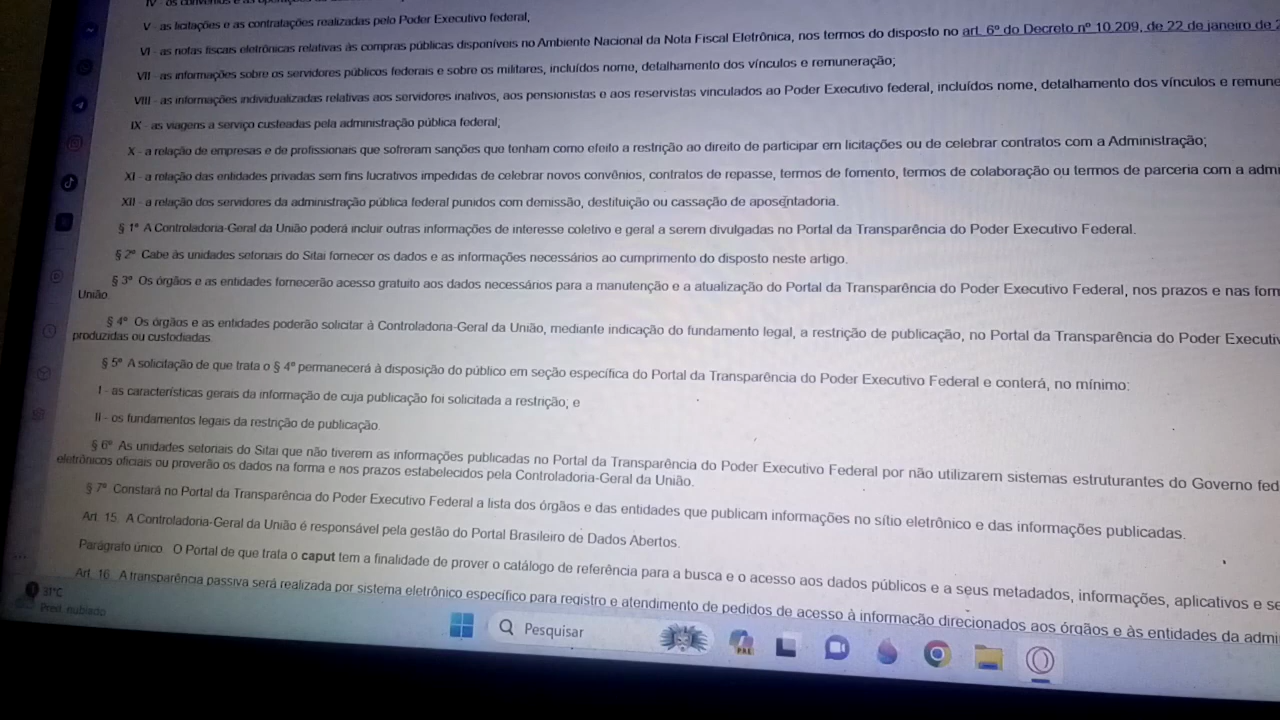 IV - os convênios e as
V - as licitações e as contratações realizadas pelo Poder Executivo federal;
VI - as notas fiscais eletrônicas relativas às compras públicas disponíveis no Ambiente Nacional da Nota Fiscal Eletrônica, nos termos do disposto no art. 6º do Decreto nº 10.209, de 22 de janeiro de
VII - as informações sobre os servidores públicos federais e sobre os militares, incluídos nome, detalhamento dos vínculos e remuneração;
VIII - as informações individualizadas relativas aos servidores inativos, aos pensionistas e aos reservistas vinculados ao Poder Executivo federal, incluídos nome, detalhamento dos vínculos e remune
IX - as viagens a serviço custeadas pela administração pública federal;
X - a relação de empresas e de profissionais que sofreram sanções que tenham como efeito a restrição ao direito de participar em licitações ou de celebrar contratos com a Administração;
XI - a relação das entidades privadas sem fins lucrativos impedidas de celebrar novos convênios, contratos de repasse, termos de fomento, termos de colaboração ou termos de parceria com a admi
XII - a relação dos servidores da administração pública federal punidos com demissão, destituição ou cassação de aposentadoria.
§ 1º A Controladoria-Geral da União poderá incluir outras informações de interesse coletivo e geral a serem divulgadas no Portal da Transparência do Poder Executivo Federal.
§ 2º Cabe às unidades setoriais do Sitai fornecer os dados e as informações necessários ao cumprimento do disposto neste artigo.
§ 3º Os órgãos e as entidades fornecerão acesso gratuito aos dados necessários para a manutenção e a atualização do Portal da Transparência do Poder Executivo Federal, nos prazos e nas form
União.
§ 4º Os órgãos e as entidades poderão solicitar à Controladoria-Geral da União, mediante indicação do fundamento legal, a restrição de publicação, no Portal da Transparência do Poder Executiv
produzidas ou custodiadas.
§ 5º A solicitação de que trata o § 4º permanecerá à disposição do público em seção específica do Portal da Transparência do Poder Executivo Federal e conterá, no mínimo:
I - as características gerais da informação de cuja publicação foi solicitada a restrição; e
II - os fundamentos legais da restrição de publicação.
§ 6º As unidades setoriais do Sitai que não tiverem as informações publicadas no Portal da Transparência do Poder Executivo Federal por não utilizarem sistemas estruturantes do Governo fed
eletrônicos oficiais ou proverão os dados na forma e nos prazos estabelecidos pela Controladoria-Geral da União.
§ 7º Constará no Portal da Transparência do Poder Executivo Federal a lista dos órgãos e das entidades que publicam informações no sítio eletrônico e das informações publicadas.
Art. 15. A Controladoria-Geral da União é responsável pela gestão do Portal Brasileiro de Dados Abertos.
Parágrafo único. O Portal de que trata o caput tem a finalidade de prover o catálogo de referência para a busca e o acesso aos dados públicos e a seus metadados, informações, aplicativos e se
Art. 16. A transparência passiva será realizada por sistema eletrônico específico para registro e atendimento de pedidos de acesso à informação direcionados aos órgãos e às entidades da admi
31°C
Pred. nublado
Pesquisar
PRE